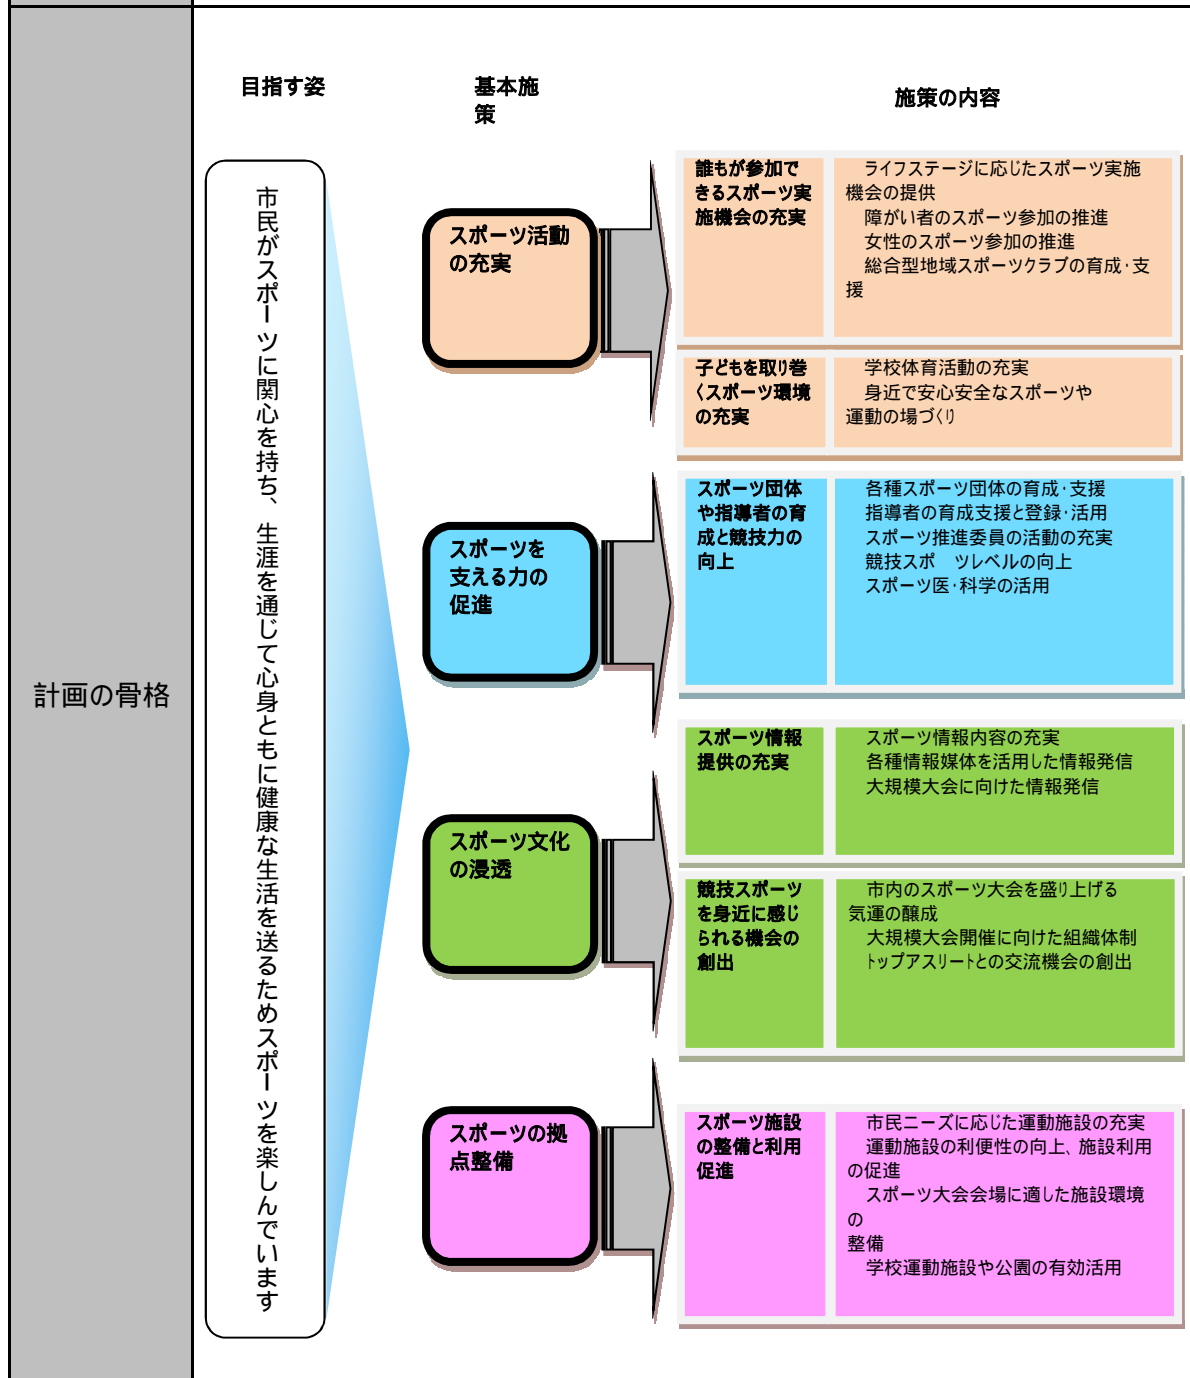 計画の骨格
目指す姿
基本施
策
施策の内容
市民がスポーツに関心を持ち、生涯を通じて心身ともに健康な生活を送るためスポーツを楽しんでいます
スポーツ活動
の充実
誰もが参加で
きるスポーツ実
施機会の充実
ライフステージに応じたスポーツ実施
機会の提供
障がい者のスポーツ参加の推進
女性のスポーツ参加の推進
総合型地域スポーツクラブの育成・支
援
子どもを取り巻
くスポーツ環境
の充実
学校体育活動の充実
身近で安心安全なスポーツや
運動の場づくり
スポーツを
支える力の
促進
スポーツ団体
や指導者の育
成と競技力の
向上
各種スポーツ団体の育成・支援
指導者の育成支援と登録・活用
スポーツ推進委員の活動の充実
競技スポ　ツレベルの向上
スポーツ医・科学の活用
スポーツ文化
の浸透
スポーツ情報
提供の充実
スポーツ情報内容の充実
各種情報媒体を活用した情報発信
大規模大会に向けた情報発信
競技スポーツ
を身近に感じ
られる機会の
創出
市内のスポーツ大会を盛り上げる
気運の醸成
大規模大会開催に向けた組織体制
トップアスリートとの交流機会の創出
スポーツの拠
点整備
スポーツ施設
の整備と利用
促進
市民ニーズに応じた運動施設の充実
運動施設の利便性の向上、施設利用
の促進
スポーツ大会会場に適した施設環境
の
整備
学校運動施設や公園の有効活用